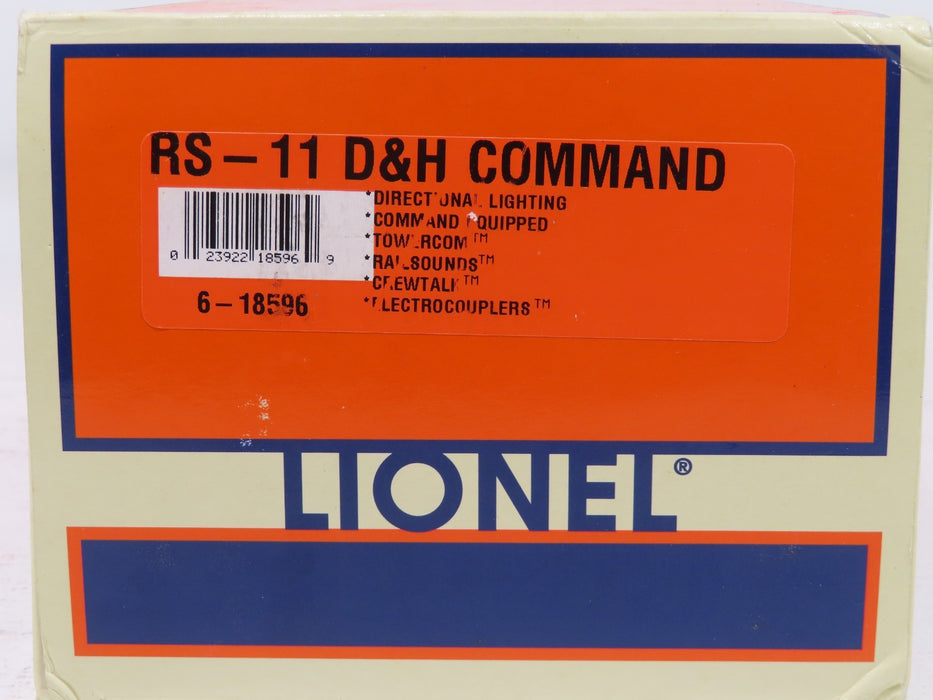 RS – 11 D&H COMMAND
*DIRECTIONAL LIGHTING
*COMMAND EQUIPPED
*TOWERCOM™
*RAILSOUNDS™
*CREWTALK™
*ELECTROCOUPLERS™
0 23922 18596 9
6 – 18596
LIONEL®